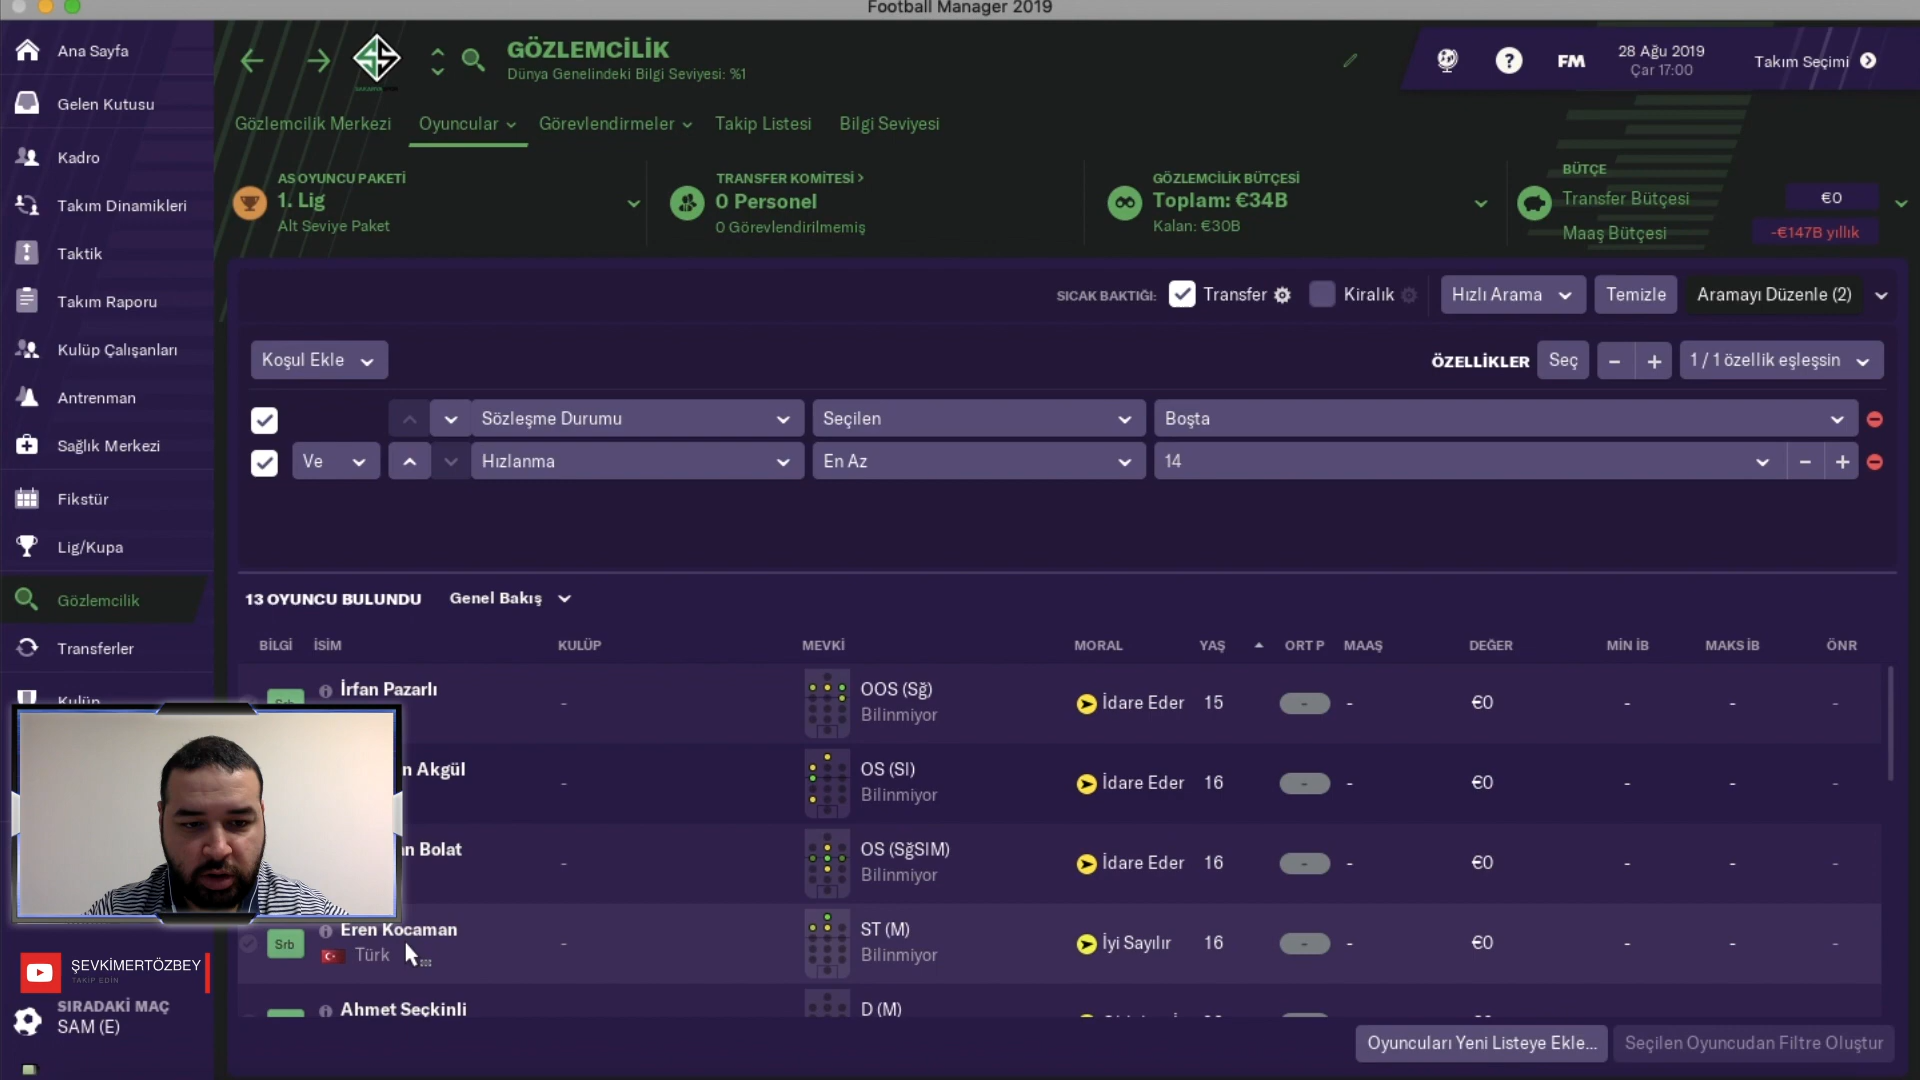 Football Manager 2019
Ana Sayfa
Gelen Kutusu
Kadro
Takım Dinamikleri
Taktik
Takım Raporu
Kulüp Çalışanları
Antrenman
Sağlık Merkezi
Fikstür
Lig/Kupa
Gözlemcilik
Transferler
Kulüp
GÖZLEMCİLİK
Dünya Genelindeki Bilgi Seviyesi: %1
FM
28 Ağu 2019
Çar 17:00
Takım Seçimi
Gözlemcilik Merkezi
Oyuncular
Görevlendirmeler
Takip Listesi
Bilgi Seviyesi
AS OYUNCU PAKETİ
1. Lig
Alt Seviye Paket
TRANSFER KOMİTESİ >
0 Personel
0 Görevlendirilmemiş
GÖZLEMCİLİK BÜTÇESİ
Toplam: €34B
Kalan: €30B
BÜTÇE
Transfer Bütçesi €0
Maaş Bütçesi -€147B yıllık
SICAK BAKTIĞI: Transfer Kiralık Hızlı Arama Temizle Aramayı Düzenle (2)
Koşul Ekle ÖZELLİKLER Seç - + 1 / 1 özellik eşleşsin
Sözleşme Durumu Seçilen Boşta
Ve Hızlanma En Az 14 - +
13 OYUNCU BULUNDU Genel Bakış
BİLGİ İSİM KULÜP MEVKİ MORAL YAŞ ORT P MAAŞ DEĞER MİN İB MAKS İB ÖNR
İrfan Pazarlı - OOS (Sğ) Bilinmiyor İdare Eder 15 - - €0 - - -
n Akgül - OS (Sl) Bilinmiyor İdare Eder 16 - - €0 - - -
n Bolat - OS (SğSlM) Bilinmiyor İdare Eder 16 - - €0 - - -
Srb Eren Kocaman Türk - ST (M) Bilinmiyor İyi Sayılır 16 - - €0 - - -
Ahmet Seçkinli D (M)
ŞEVKİMERTÖZBEY
TAKİP EDİN
SIRADAKİ MAÇ
SAM (E)
Oyuncuları Yeni Listeye Ekle... Seçilen Oyuncudan Filtre Oluştur